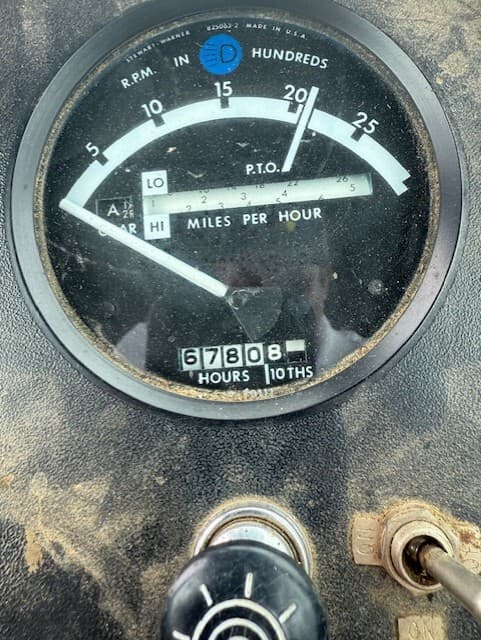 STEWART-WARNER 825053-2 MADE IN U.S.A.
R.P.M. IN HUNDREDS
5 10 15 20 25
P.T.O.
LO
A
GEAR HI MILES PER HOUR
67808
HOURS 10THS